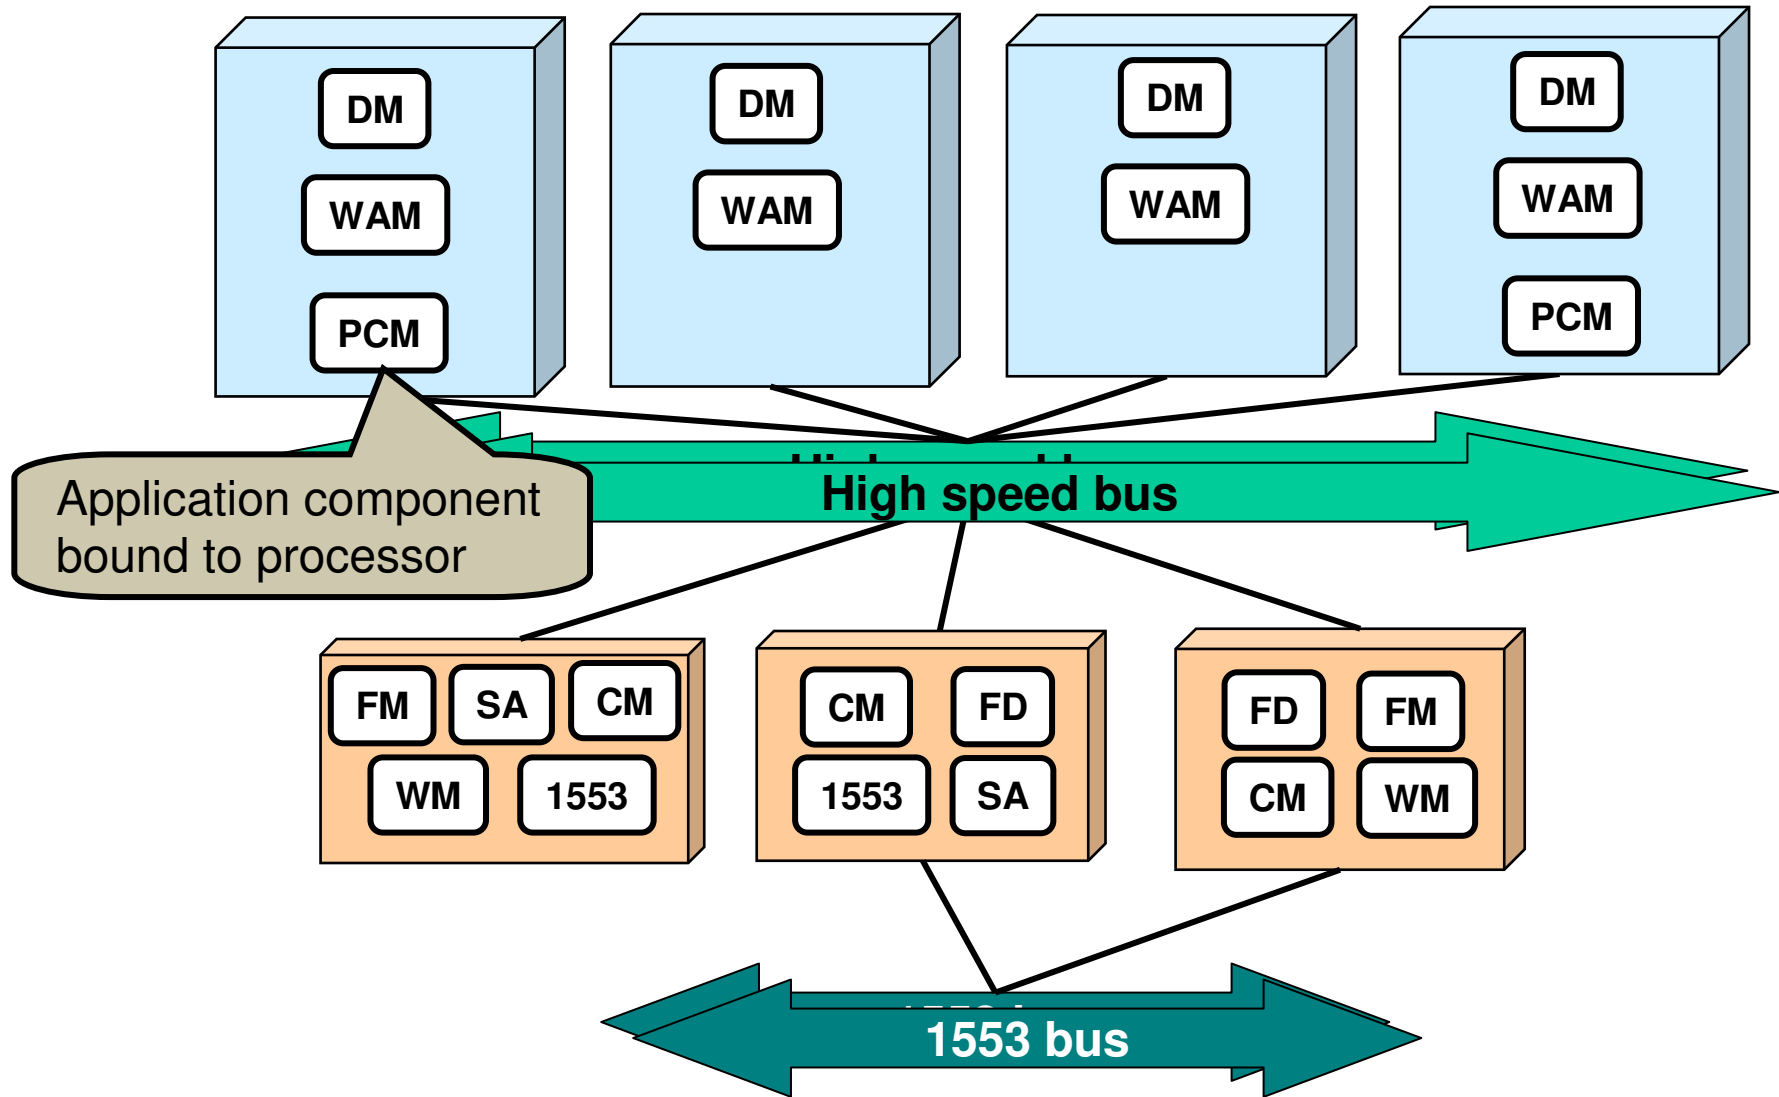 DM
DM
DM
DM
WAM
WAM
WAM
WAM
PCM
PCM
High speed bus
Application component
bound to processor
FM SA CM
WM 1553
CM FD
1553 SA
FD FM
CM WM
1553 bus